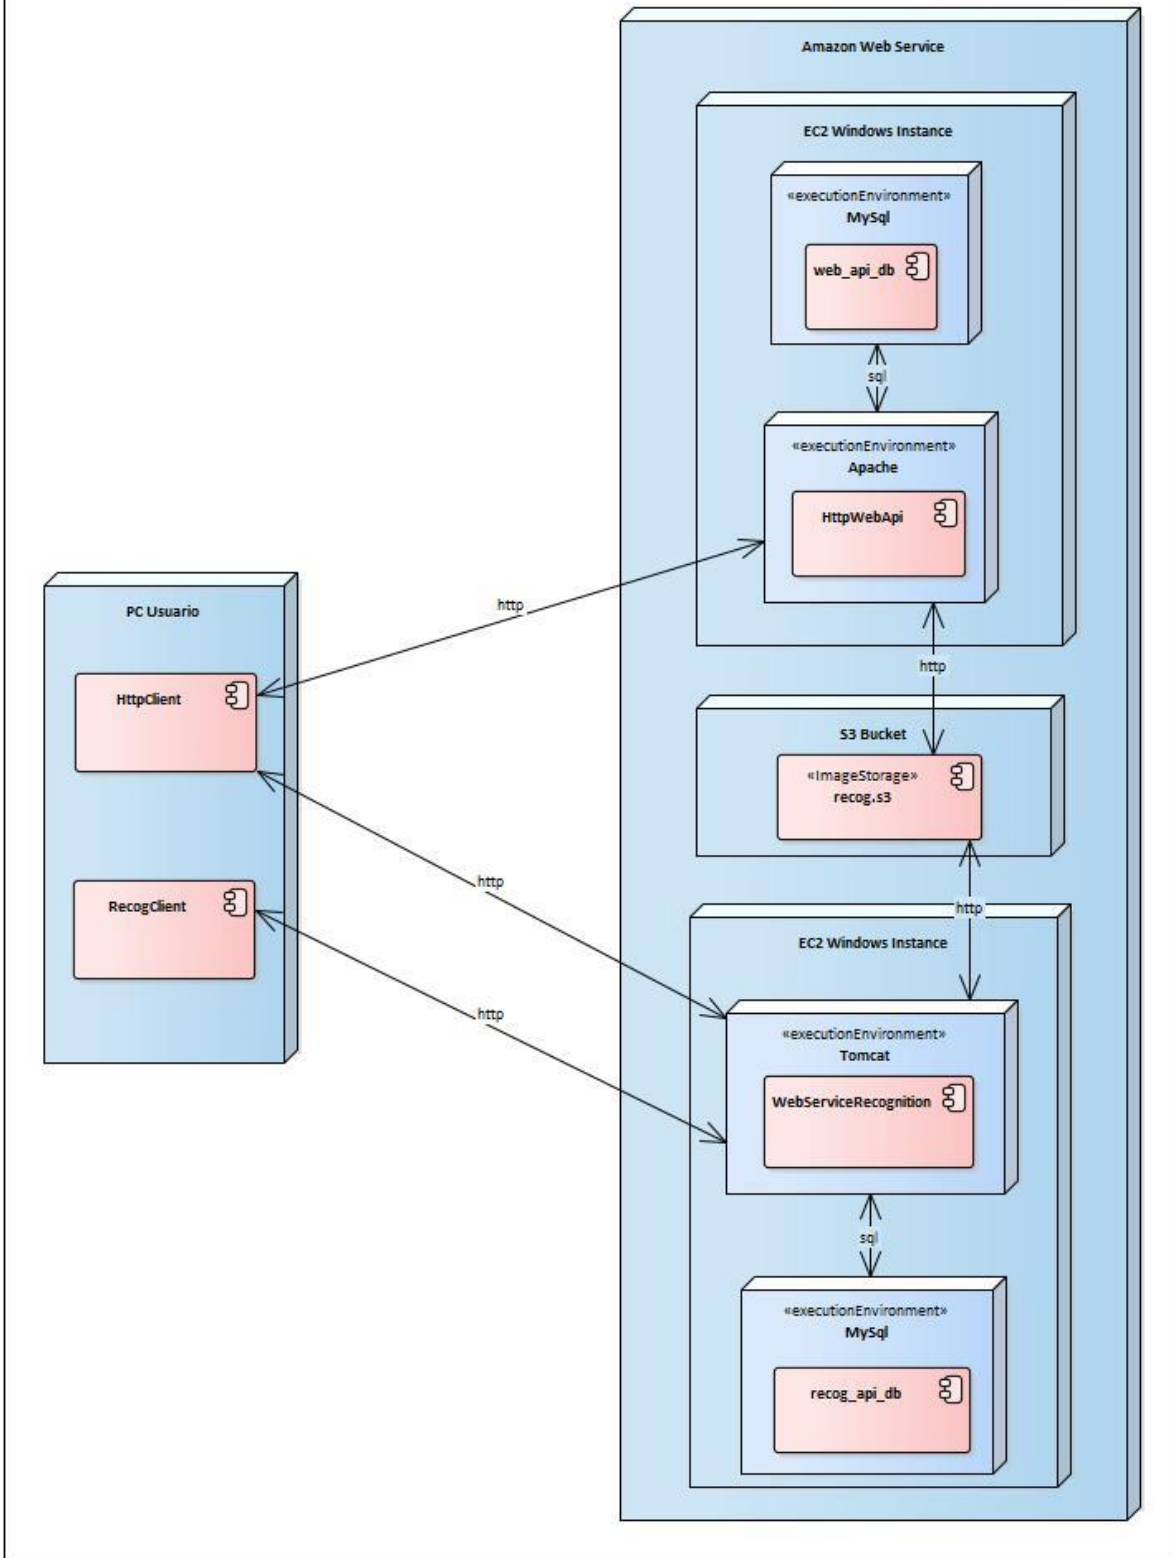 Amazon Web Service
EC2 Windows Instance
«executionEnvironment»
MySql
web_api_db
sql
«executionEnvironment»
Apache
HttpWebApi
http
PC Usuario
HttpClient
http
S3 Bucket
«ImageStorage»
recog.s3
http
RecogClient
http
EC2 Windows Instance
http
«executionEnvironment»
Tomcat
WebServiceRecognition
sql
«executionEnvironment»
MySql
recog_api_db